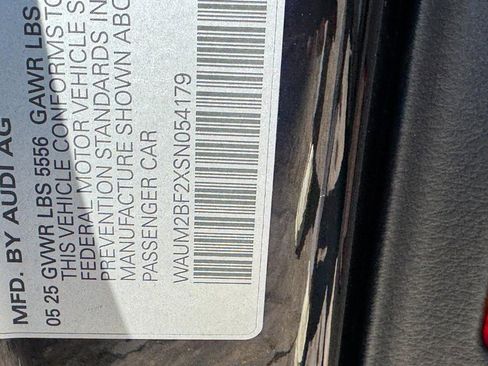 MFD. BY AUDI AG
05 25 GVWR LBS 5556 GAWR LBS
THIS VEHICLE CONFORMS TO
FEDERAL MOTOR VEHICLE S
PREVENTION STANDARDS IN
MANUFACTURE SHOWN ABO
PASSENGER CAR
WAUM2BF2XSN054179